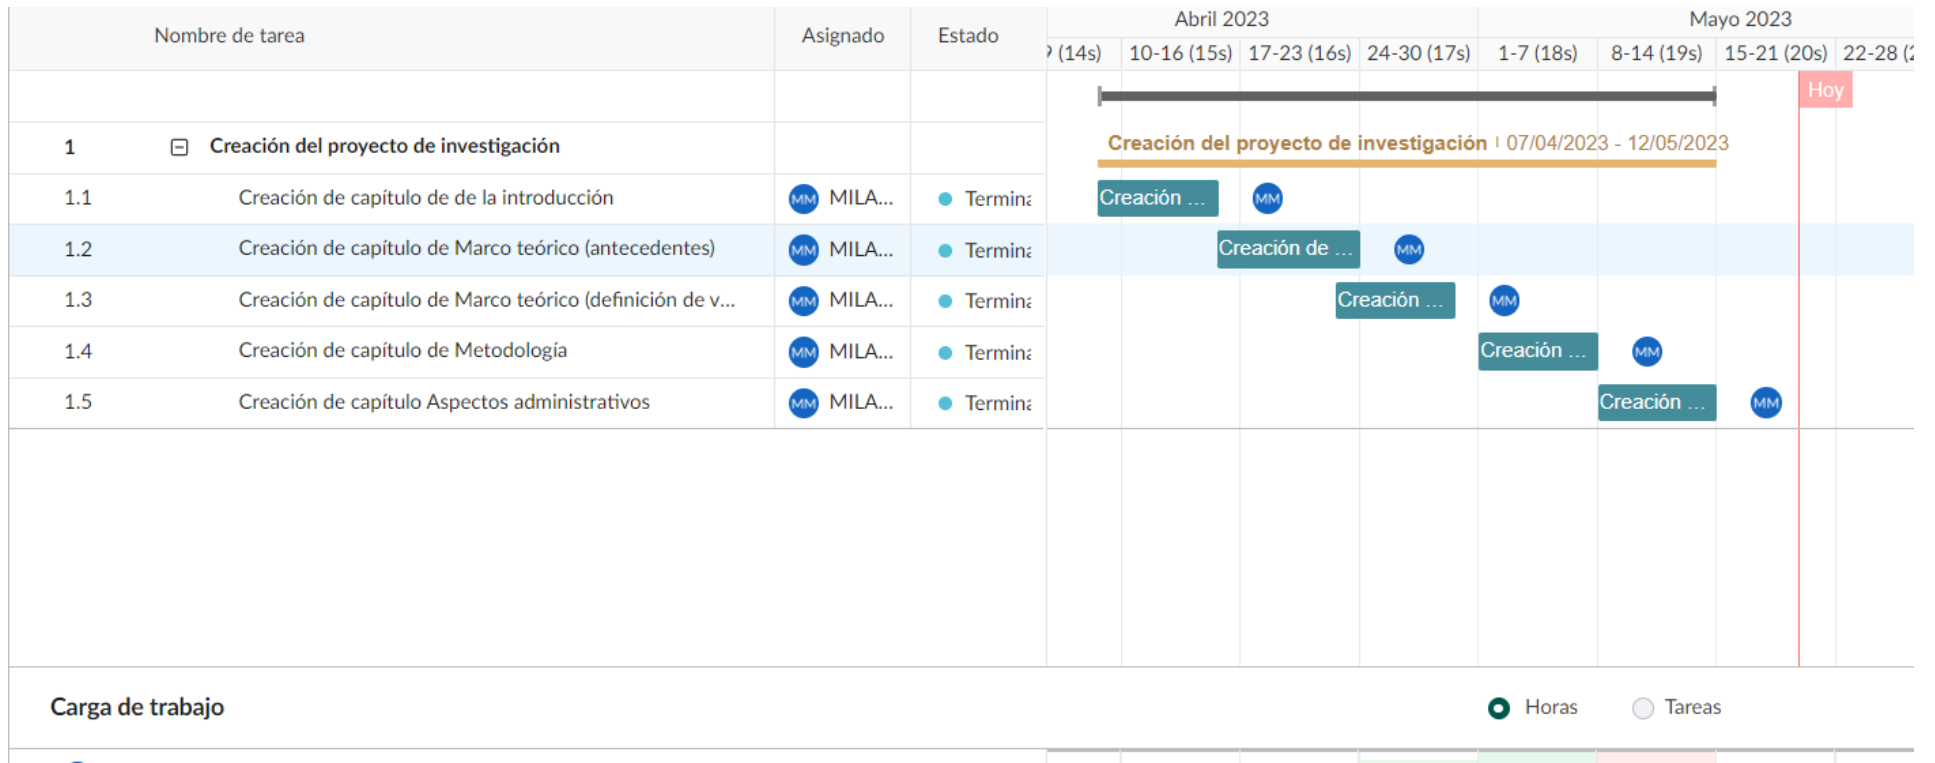 Nombre de tarea
Asignado
Estado
Abril 2023
Mayo 2023
(14s)
10-16 (15s)
17-23 (16s)
24-30 (17s)
1-7 (18s)
8-14 (19s)
15-21 (20s)
22-28
Hoy
1 Creación del proyecto de investigación
Creación del proyecto de investigación 07/04/2023 - 12/05/2023
1.1 Creación de capítulo de de la introducción MM MILA... Termina Creación ... MM
1.2 Creación de capítulo de Marco teórico (antecedentes) MM MILA... Termina Creación de ... MM
1.3 Creación de capítulo de Marco teórico (definición de v... MM MILA... Termina Creación ... MM
1.4 Creación de capítulo de Metodología MM MILA... Termina Creación ... MM
1.5 Creación de capítulo Aspectos administrativos MM MILA... Termina Creación ... MM
Carga de trabajo
Horas
Tareas